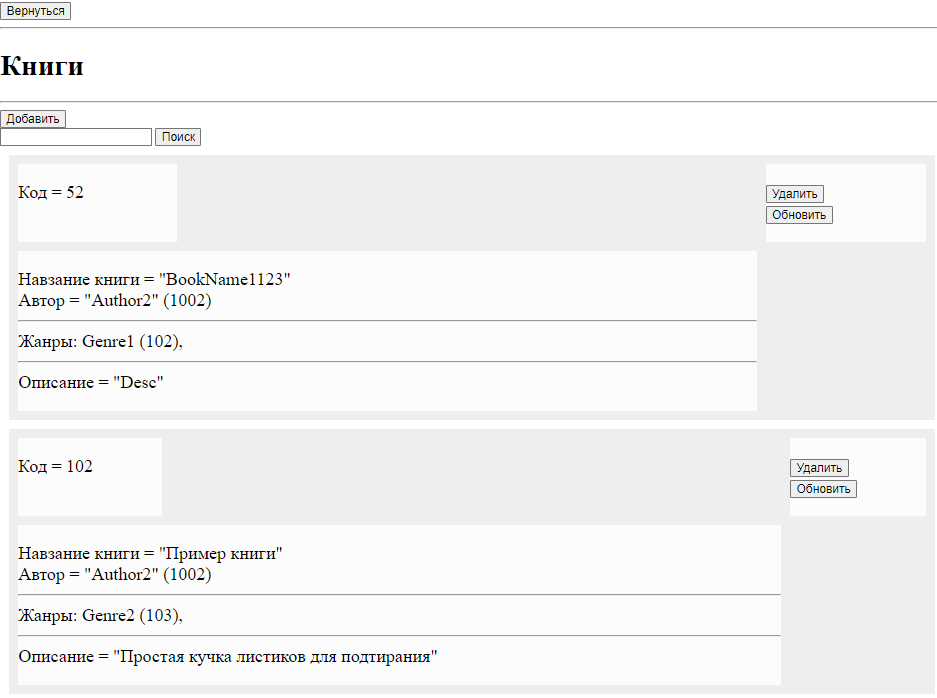 Вернуться
Книги
Добавить
Поиск
Код = 52
Удалить
Обновить
Навзание книги = "BookName1123"
Автор = "Author2" (1002)
Жанры: Genre1 (102),
Описание = "Desc"
Код = 102
Удалить
Обновить
Навзание книги = "Пример книги"
Автор = "Author2" (1002)
Жанры: Genre2 (103),
Описание = "Простая кучка листиков для подтирания"